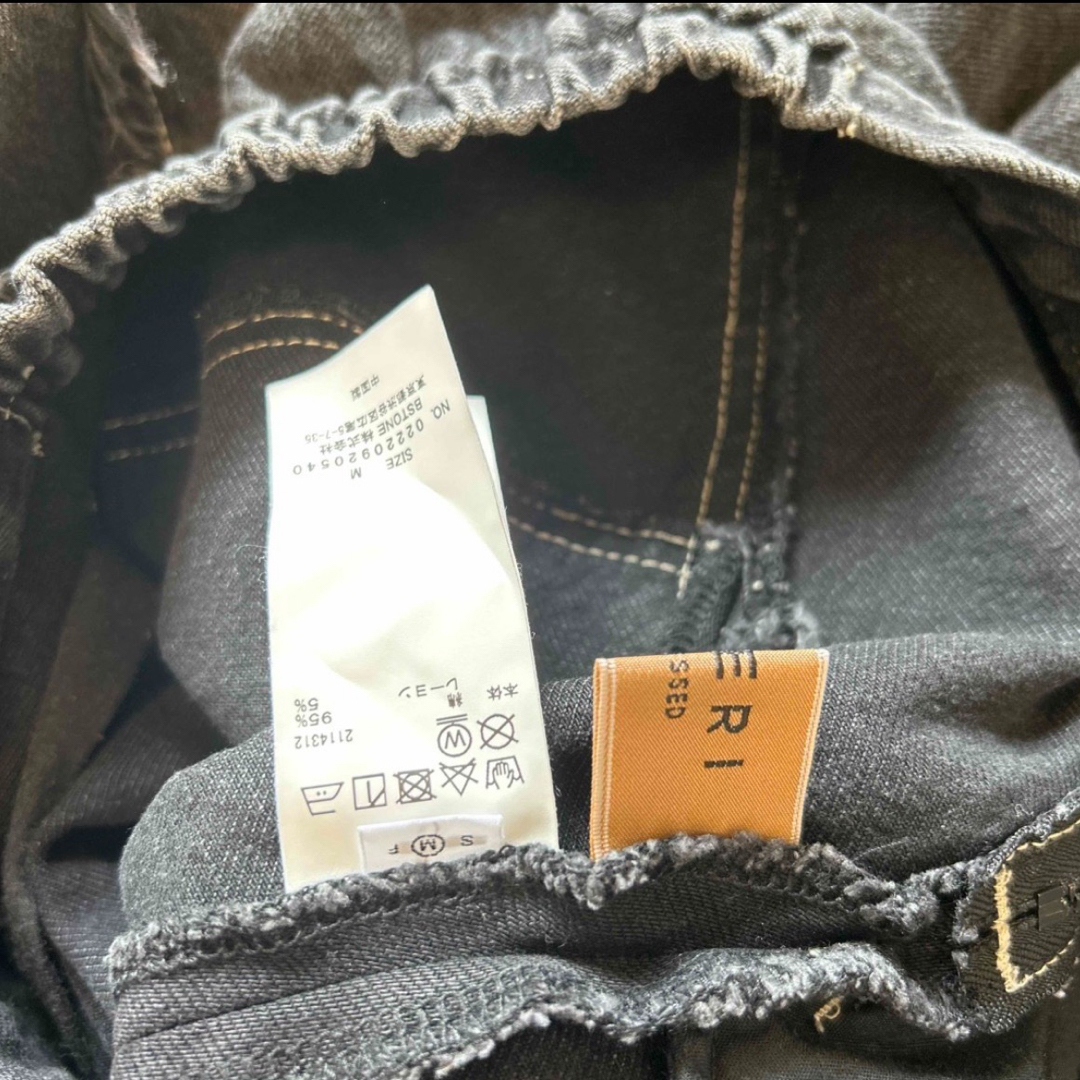 S M F
2114312
本体 綿 95%
レーヨン 5%
SIZE M
NO. 02220920540
BSTONE 株式会社
東京都渋谷区広尾5-7-35
中国製
ERI
SSED